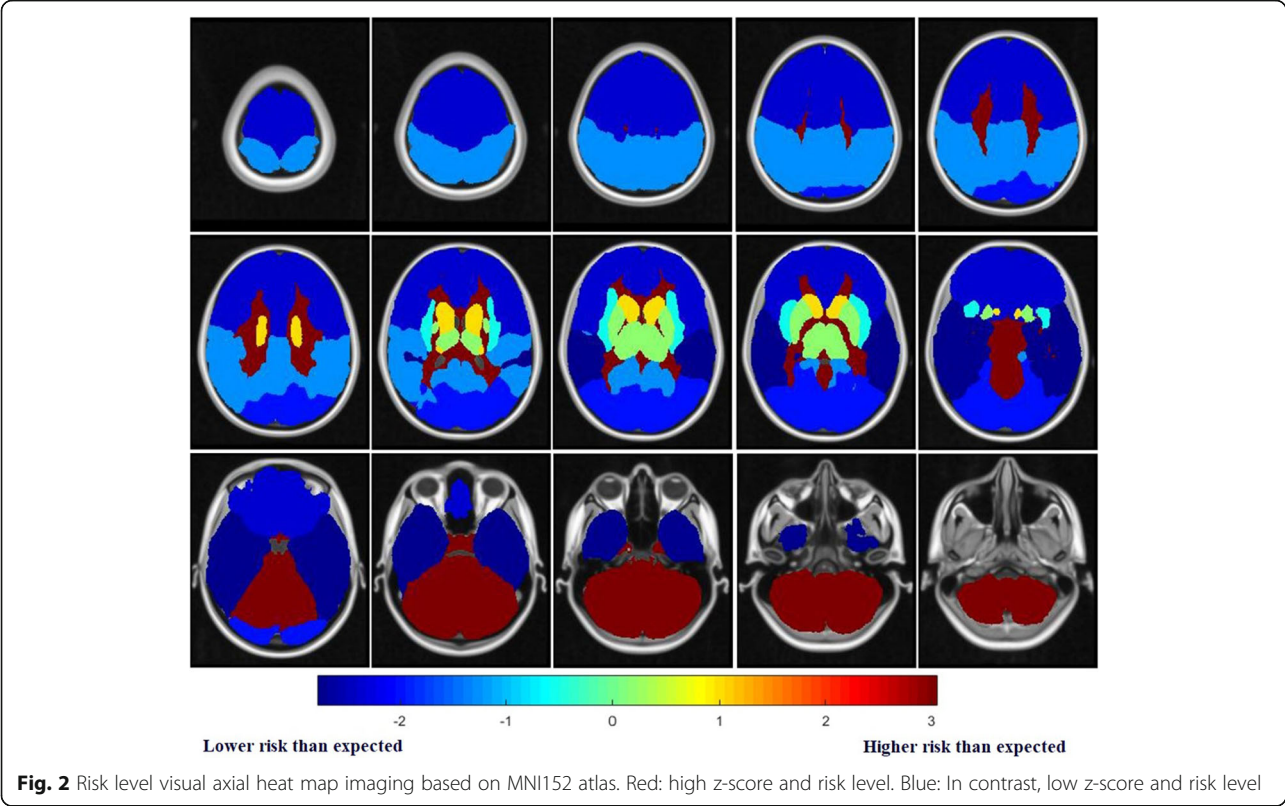 -2 -1 0 1 2 3
Lower risk than expected Higher risk than expected
Fig. 2 Risk level visual axial heat map imaging based on MNI152 atlas. Red: high z-score and risk level. Blue: In contrast, low z-score and risk level